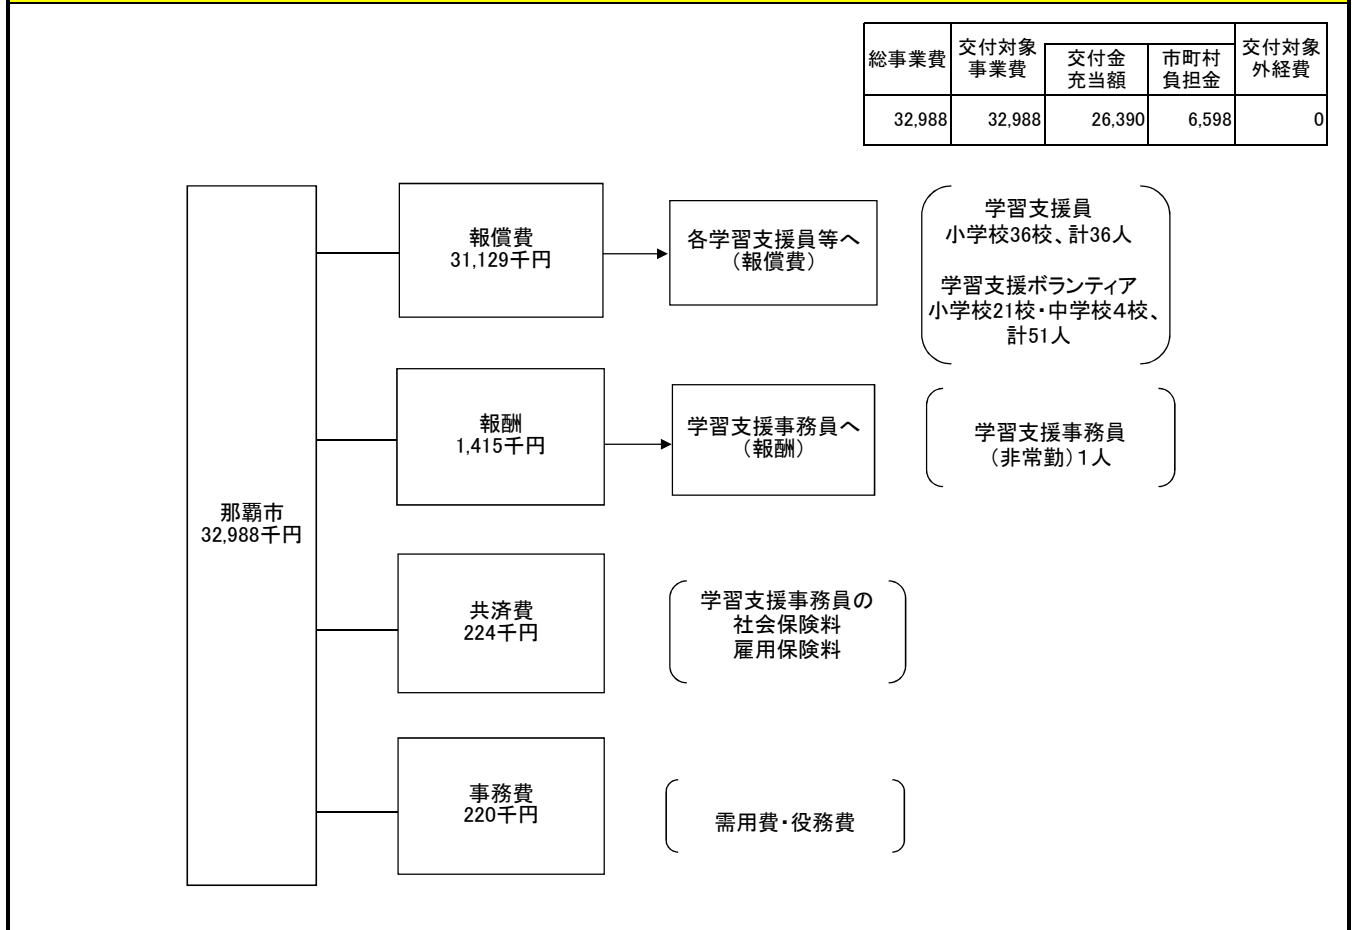 総事業費
交付対象
事業費
交付金
充当額
市町村
負担金
交付対象
外経費
32,988
32,988
26,390
6,598
0
那覇市
32,988千円
報償費
31,129千円
各学習支援員等へ
(報償費)
学習支援員
小学校36校、計36人
学習支援ボランティア
小学校21校・中学校4校、
計51人
報酬
1,415千円
学習支援事務員へ
(報酬)
学習支援事務員
(非常勤)1人
共済費
224千円
学習支援事務員の
社会保険料
雇用保険料
事務費
220千円
需用費・役務費